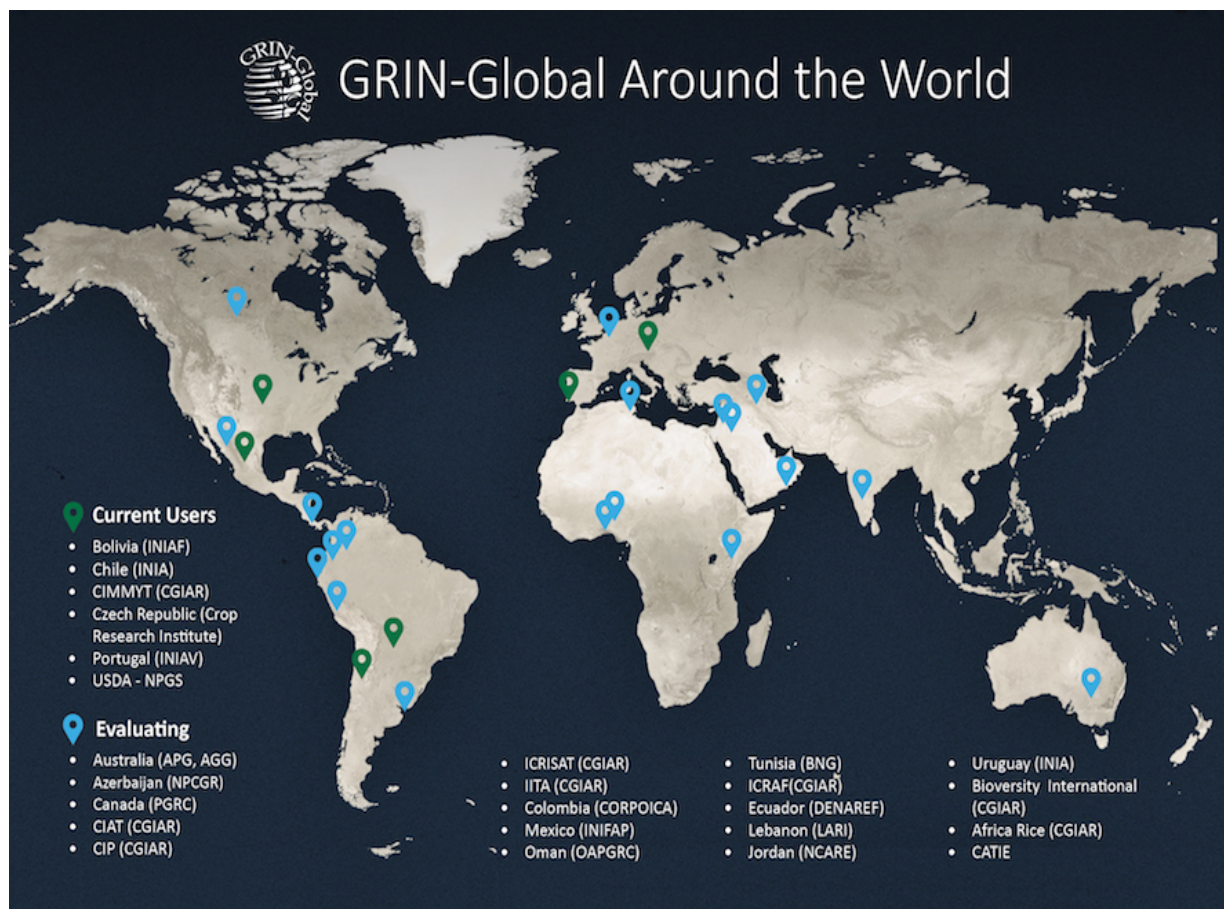 GRIN-Global
GRIN-Global Around the World
Current Users
• Bolivia (INIAF)
• Chile (INIA)
• CIMMYT (CGIAR)
• Czech Republic (Crop
Research Institute)
• Portugal (INIAV)
• USDA - NPGS
Evaluating
• Australia (APG, AGG)
• Azerbaijan (NPCGR)
• Canada (PGRC)
• CIAT (CGIAR)
• CIP (CGIAR)
• ICRISAT (CGIAR)
• IITA (CGIAR)
• Colombia (CORPOICA)
• Mexico (INIFAP)
• Oman (OAPGRC)
• Tunisia (BNG)
• ICRAF(CGIAR)
• Ecuador (DENAREF)
• Lebanon (LARI)
• Jordan (NCARE)
• Uruguay (INIA)
• Bioversity International
(CGIAR)
• Africa Rice (CGIAR)
• CATIE